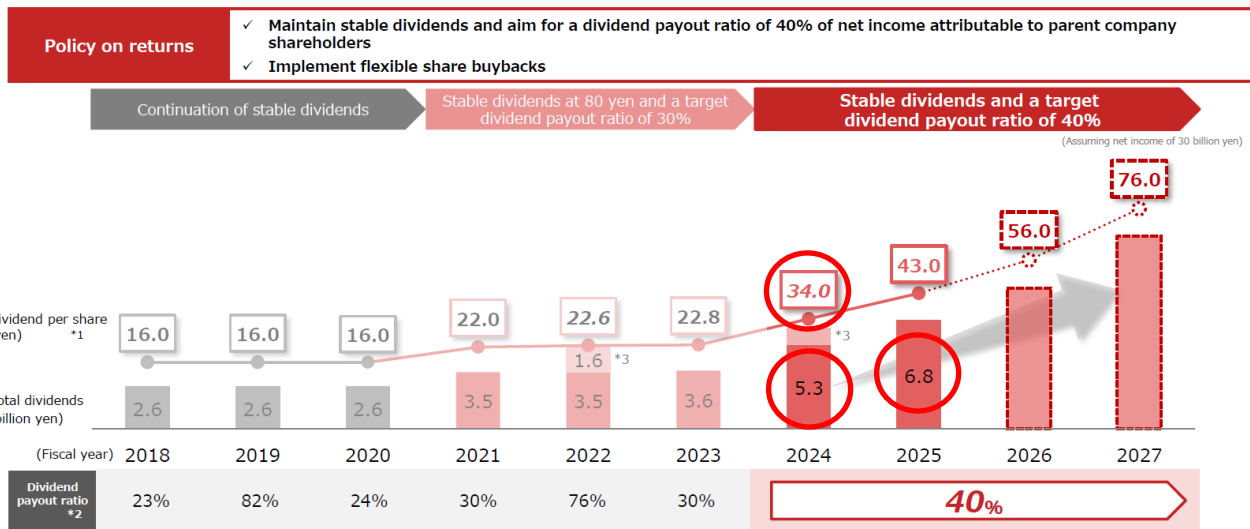 Policy on returns
✓ Maintain stable dividends and aim for a dividend payout ratio of 40% of net income attributable to parent company
shareholders
✓ Implement flexible share buybacks
Continuation of stable dividends
Stable dividends at 80 yen and a target
dividend payout ratio of 30%
Stable dividends and a target
dividend payout ratio of 40%
(Assuming net income of 30 billion yen)
76.0
56.0
43.0
34.0
22.0
22.6
22.8
ividend per share
yen) *1
16.0
16.0
16.0
1.6 *3
*3
otal dividends
billion yen)
2.6
2.6
2.6
3.5
3.5
3.6
5.3
6.8
(Fiscal year) 2018 2019 2020 2021 2022 2023 2024 2025 2026 2027
Dividend
payout ratio
*2
23% 82% 24% 30% 76% 30% 40%